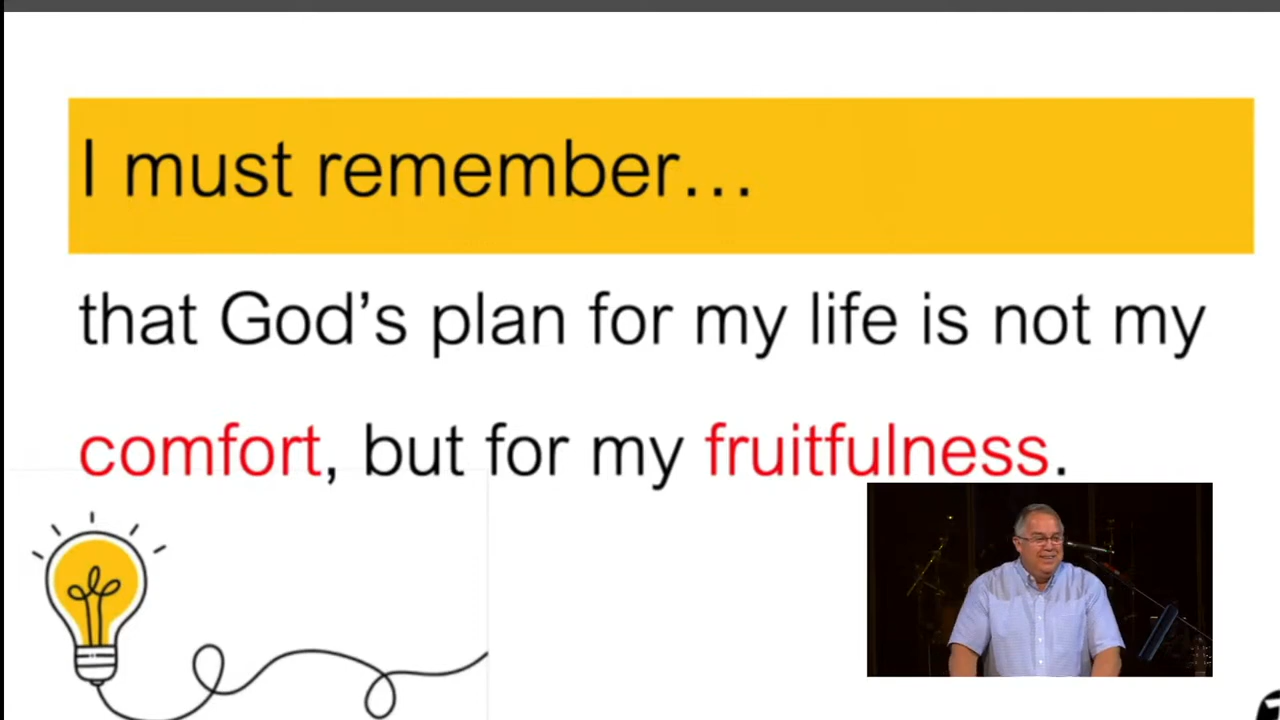 I must remember…
that God’s plan for my life is not my
comfort, but for my fruitfulness.